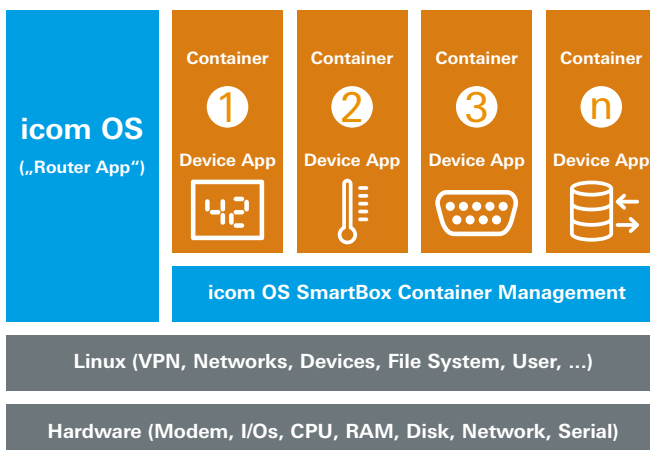 icom OS
(„Router App“)
Container
1
Device App
42
Container
2
Device App
Container
3
Device App
Container
n
Device App
icom OS SmartBox Container Management
Linux (VPN, Networks, Devices, File System, User, ...)
Hardware (Modem, I/Os, CPU, RAM, Disk, Network, Serial)